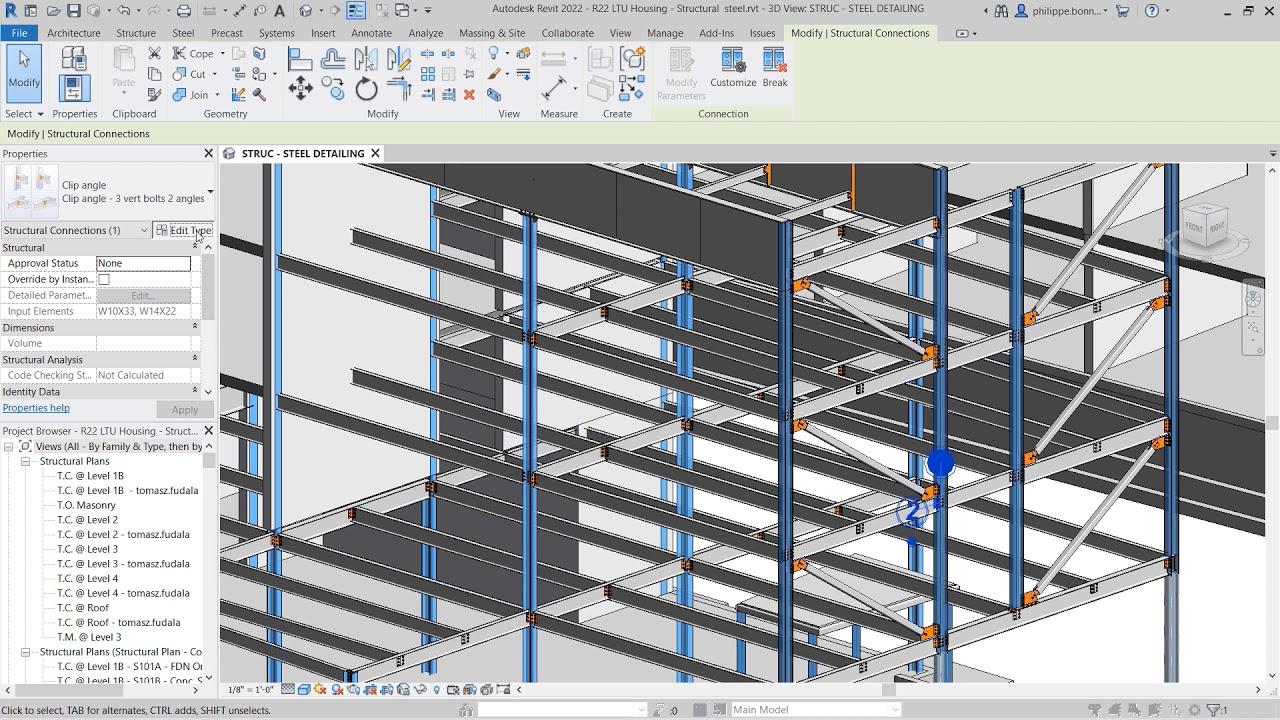 Autodesk Revit 2022 - R22 LTU Housing - Structural steel.rvt - 3D View: STRUC - STEEL DETAILING
philippe.bonn...
File Architecture Structure Steel Precast Systems Insert Annotate Analyze Massing & Site Collaborate View Manage Add-Ins Issues Modify | Structural Connections
Modify Paste Cope Cut Join Modify Parameters Customize Break
Select Properties Clipboard Geometry Modify View Measure Create Connection
Modify | Structural Connections
Properties
STRUC - STEEL DETAILING
Clip angle
Clip angle - 3 vert bolts 2 angles
Structural Connections (1) Edit Type
Structural
Approval Status None
Override by Instan...
Detailed Paramet... Edit...
Input Elements W10X33, W14X22
Dimensions
Volume
Structural Analysis
Code Checking St... Not Calculated
Identity Data
Properties help Apply
Project Browser - R22 LTU Housing - Struct...
Views (All - By Family & Type, then by
Structural Plans
T.C. @ Level 1B
T.C. @ Level 1B - tomasz.fudala
T.O. Masonry
T.C. @ Level 2
T.C. @ Level 2 - tomasz.fudala
T.C. @ Level 3
T.C. @ Level 3 - tomasz.fudala
T.C. @ Level 4
T.C. @ Level 4 - tomasz.fudala
T.C. @ Roof
T.C. @ Roof - tomasz.fudala
T.M. @ Level 3
Structural Plans (Structural Plan - Co
T.C. @ Level 1B - S101A - FDN
T.C. @ Level 1B - S101B - Conc.
FRONT RIGHT
2
1/8" = 1'-0"
Click to select, TAB for alternates, CTRL adds, SHIFT unselects.
:0
Main Model
:1